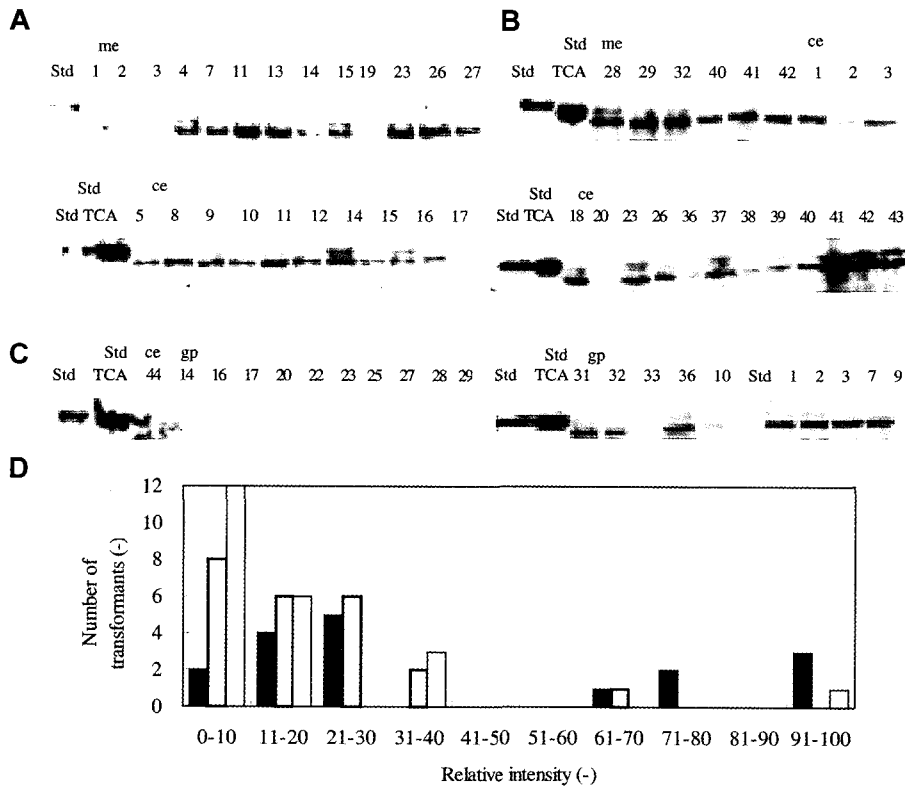 A
me
Std 1 2 3 4 7 11 13 14 15 19 23 26 27
Std ce
Std TCA 5 8 9 10 11 12 14 15 16 17
B
Std me ce
Std TCA 28 29 32 40 41 42 1 2 3
Std ce
Std TCA 18 20 23 26 36 37 38 39 40 41 42 43
C
Std ce gp
Std TCA 44 14 16 17 20 22 23 25 27 28 29
Std gp
Std TCA 31 32 33 36 10 Std 1 2 3 7 9
D
Number of
transformants (-)
12
10
8
6
4
2
0
0-10 11-20 21-30 31-40 41-50 51-60 61-70 71-80 81-90 91-100
Relative intensity (-)